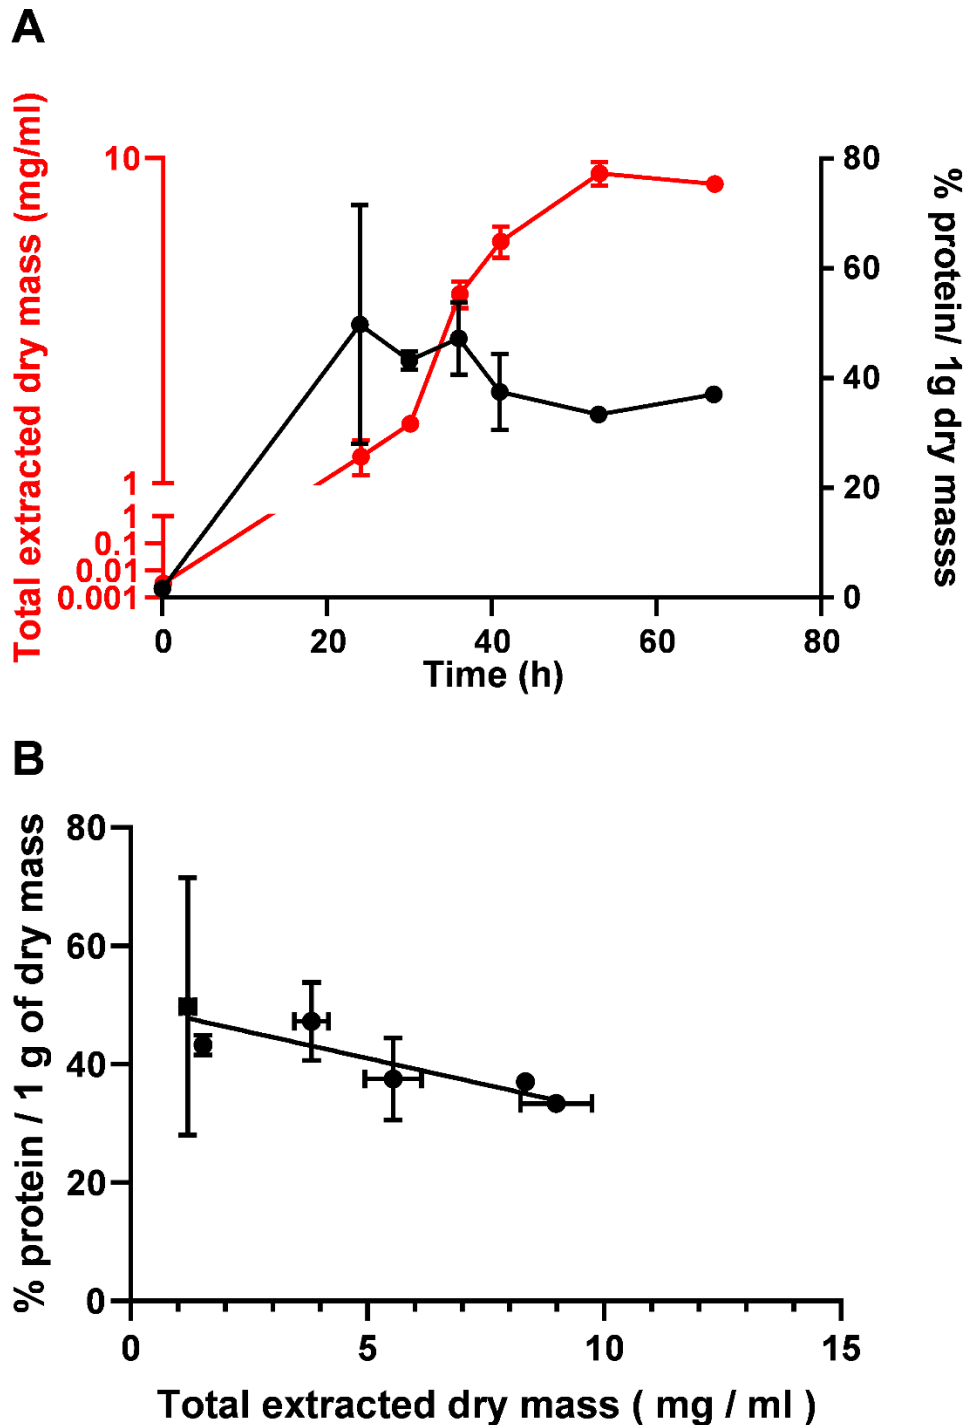 A
Total extracted dry mass (mg/ml)
10
1
1
0.1
0.01
0.001
80
60
40
20
0
% protein/ 1g dry masss
0 20 40 60 80
Time (h)
B
% protein / 1 g of dry mass
80
60
40
20
0
0 5 10 15
Total extracted dry mass ( mg / ml )